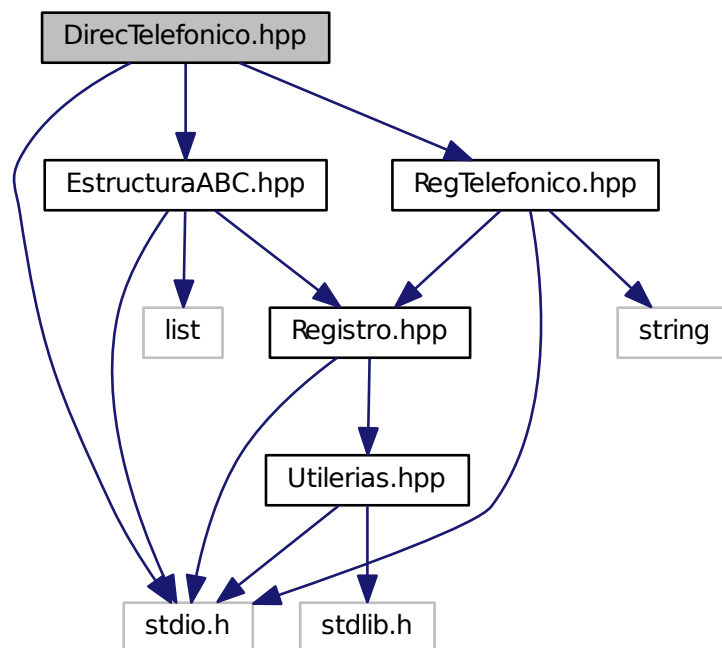 DirecTelefonico.hpp
EstructuraABC.hpp
RegTelefonico.hpp
list
Registro.hpp
string
Utilerias.hpp
stdio.h
stdlib.h